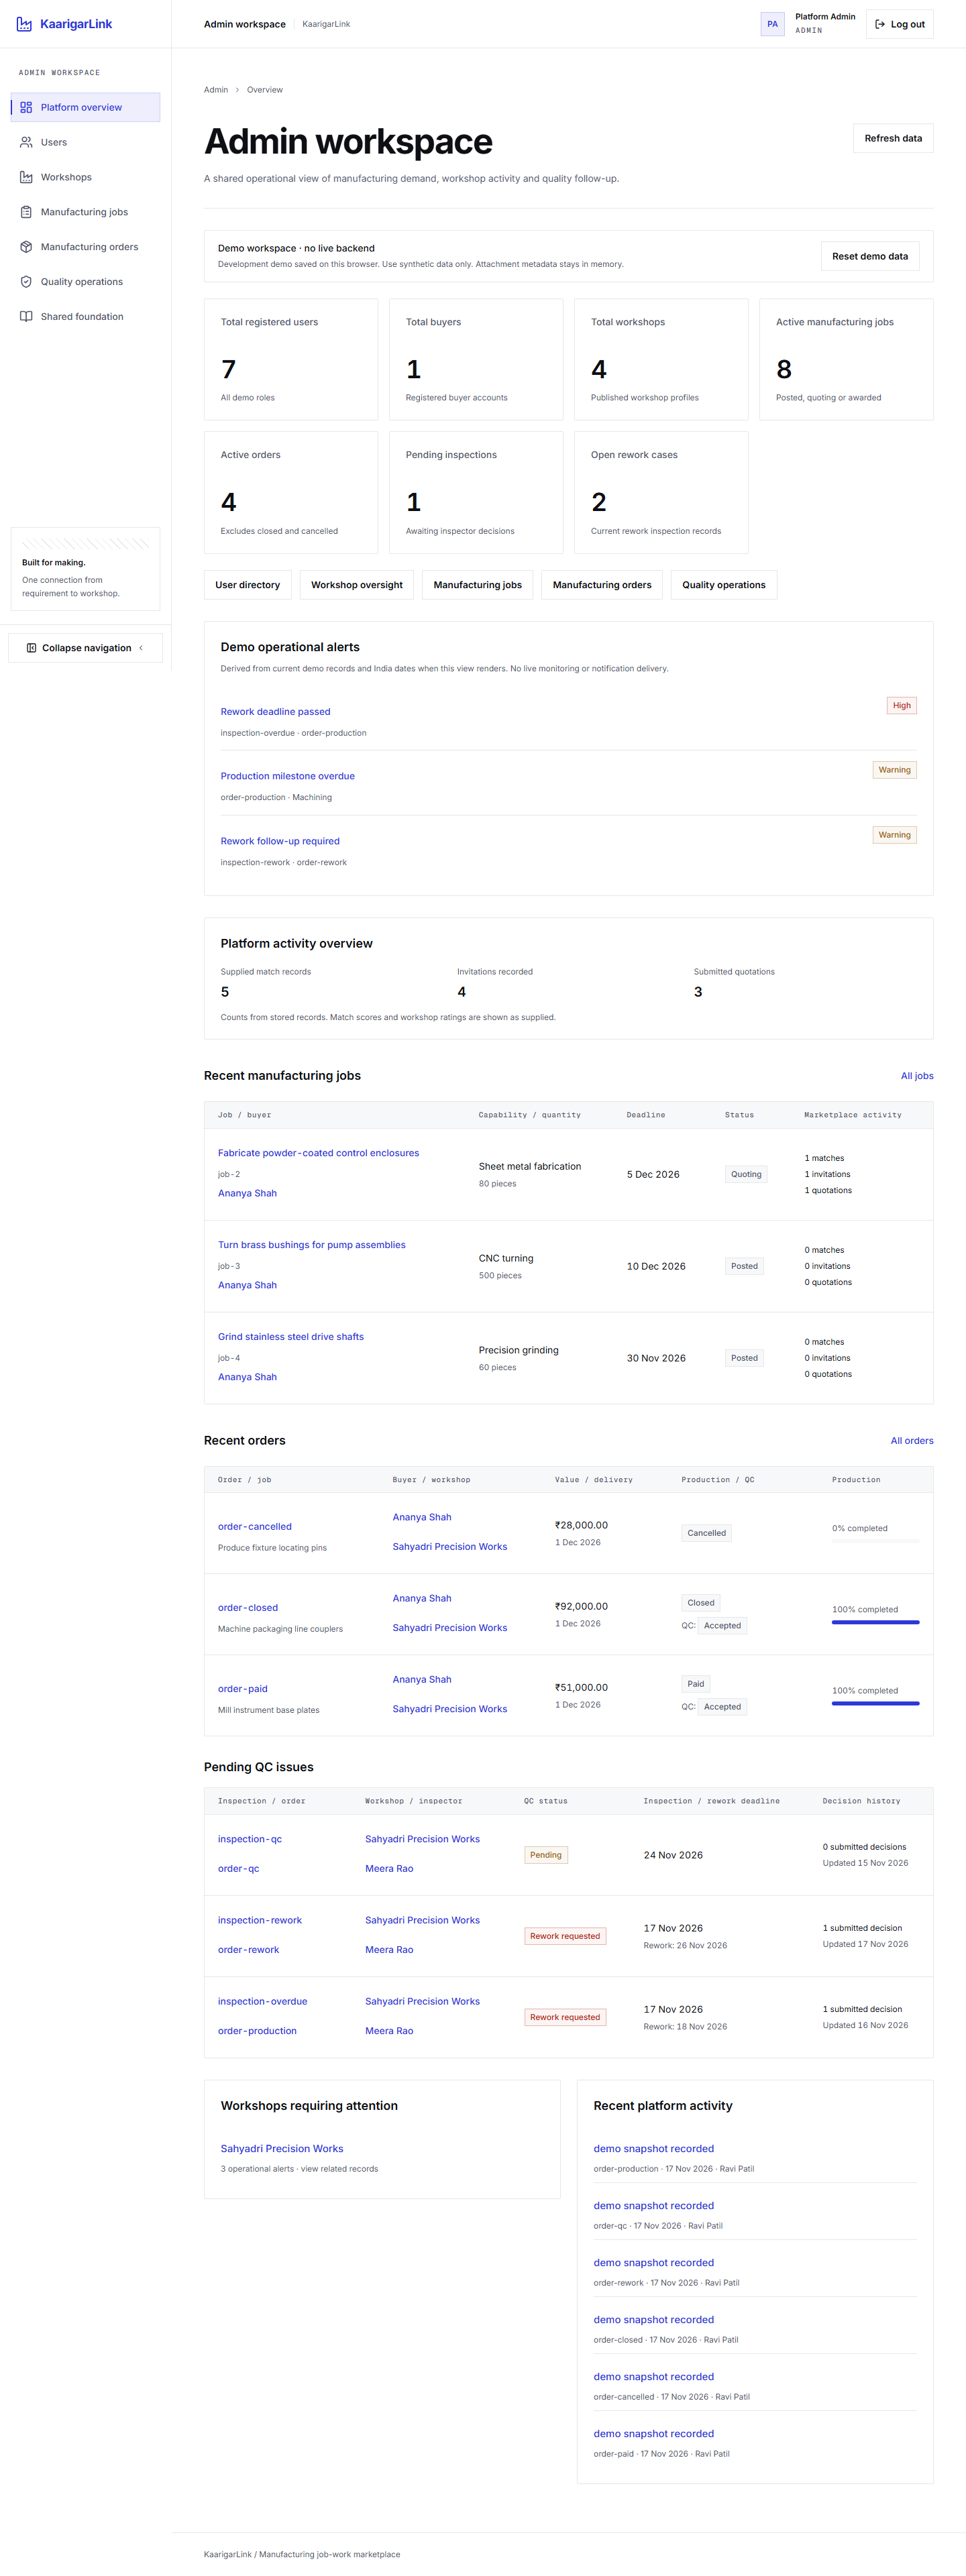 KaarigarLink
Admin workspace
KaarigarLink
PA
Platform Admin
ADMIN
Log out
ADMIN WORKSPACE
Platform overview
Users
Workshops
Manufacturing jobs
Manufacturing orders
Quality operations
Shared foundation
Built for making.
One connection from
requirement to workshop.
Collapse navigation
Admin > Overview
Admin workspace
Refresh data
A shared operational view of manufacturing demand, workshop activity and quality follow-up.
Demo workspace · no live backend
Development demo saved on this browser. Use synthetic data only. Attachment metadata stays in memory.
Reset demo data
Total registered users
7
All demo roles
Total buyers
1
Registered buyer accounts
Total workshops
4
Published workshop profiles
Active manufacturing jobs
8
Posted, quoting or awarded
Active orders
4
Excludes closed and cancelled
Pending inspections
1
Awaiting inspector decisions
Open rework cases
2
Current rework inspection records
User directory
Workshop oversight
Manufacturing jobs
Manufacturing orders
Quality operations
Demo operational alerts
Derived from current demo records and India dates when this view renders. No live monitoring or notification delivery.
Rework deadline passed
High
inspection-overdue · order-production
Production milestone overdue
Warning
order-production · Machining
Rework follow-up required
Warning
inspection-rework · order-rework
Platform activity overview
Supplied match records
5
Invitations recorded
4
Submitted quotations
3
Counts from stored records. Match scores and workshop ratings are shown as supplied.
Recent manufacturing jobs
All jobs
Job / buyer
Capability / quantity
Deadline
Status
Marketplace activity
Fabricate powder-coated control enclosures
job-2
Ananya Shah
Sheet metal fabrication
80 pieces
5 Dec 2026
Quoting
1 matches
1 invitations
1 quotations
Turn brass bushings for pump assemblies
job-3
Ananya Shah
CNC turning
500 pieces
10 Dec 2026
Posted
0 matches
0 invitations
0 quotations
Grind stainless steel drive shafts
job-4
Ananya Shah
Precision grinding
60 pieces
30 Nov 2026
Posted
0 matches
0 invitations
0 quotations
Recent orders
All orders
Order / job
Buyer / workshop
Value / delivery
Production / QC
Production
order-cancelled
Produce fixture locating pins
Ananya Shah
Sahyadri Precision Works
₹28,000.00
1 Dec 2026
Cancelled
0% completed
order-closed
Machine packaging line couplers
Ananya Shah
Sahyadri Precision Works
₹92,000.00
1 Dec 2026
Closed
QC: Accepted
100% completed
order-paid
Mill instrument base plates
Ananya Shah
Sahyadri Precision Works
₹51,000.00
1 Dec 2026
Paid
QC: Accepted
100% completed
Pending QC issues
Inspection / order
Workshop / inspector
QC status
Inspection / rework deadline
Decision history
inspection-qc
order-qc
Sahyadri Precision Works
Meera Rao
Pending
24 Nov 2026
0 submitted decisions
Updated 15 Nov 2026
inspection-rework
order-rework
Sahyadri Precision Works
Meera Rao
Rework requested
17 Nov 2026
Rework: 26 Nov 2026
1 submitted decision
Updated 17 Nov 2026
inspection-overdue
order-production
Sahyadri Precision Works
Meera Rao
Rework requested
17 Nov 2026
Rework: 18 Nov 2026
1 submitted decision
Updated 16 Nov 2026
Workshops requiring attention
Sahyadri Precision Works
3 operational alerts · view related records
Recent platform activity
demo snapshot recorded
order-production · 17 Nov 2026 · Ravi Patil
demo snapshot recorded
order-qc · 17 Nov 2026 · Ravi Patil
demo snapshot recorded
order-rework · 17 Nov 2026 · Ravi Patil
demo snapshot recorded
order-closed · 17 Nov 2026 · Ravi Patil
demo snapshot recorded
order-cancelled · 17 Nov 2026 · Ravi Patil
demo snapshot recorded
order-paid · 17 Nov 2026 · Ravi Patil
KaarigarLink / Manufacturing job-work marketplace